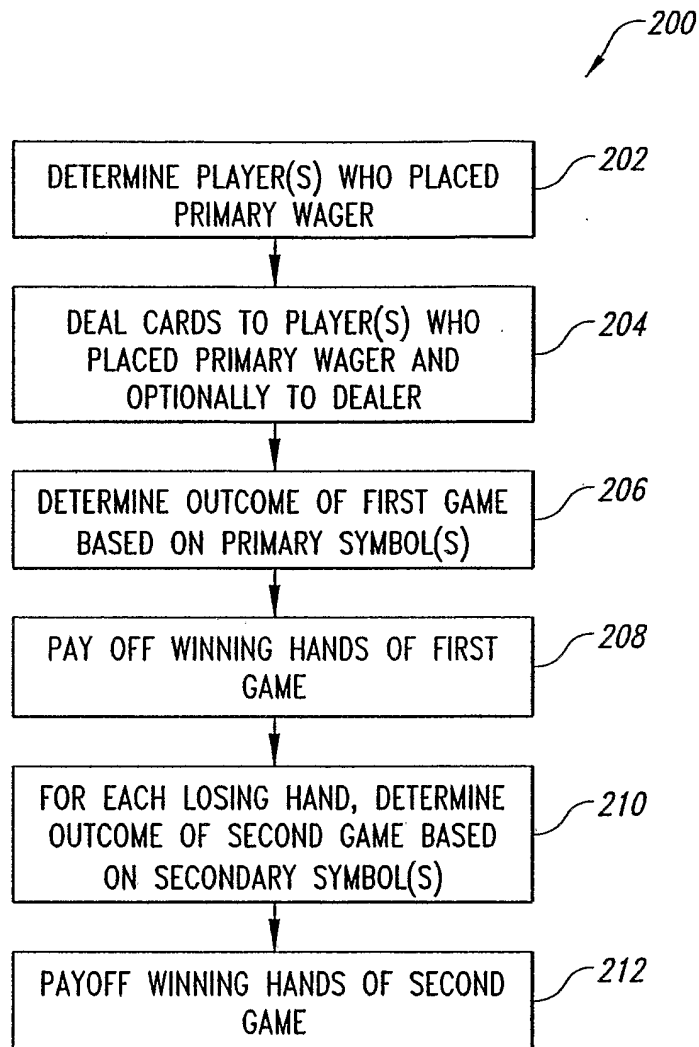 200
DETERMINE PLAYER(S) WHO PLACED
PRIMARY WAGER
202
DEAL CARDS TO PLAYER(S) WHO
PLACED PRIMARY WAGER AND
OPTIONALLY TO DEALER
204
DETERMINE OUTCOME OF FIRST GAME
BASED ON PRIMARY SYMBOL(S)
206
PAY OFF WINNING HANDS OF FIRST
GAME
208
FOR EACH LOSING HAND, DETERMINE
OUTCOME OF SECOND GAME BASED
ON SECONDARY SYMBOL(S)
210
PAYOFF WINNING HANDS OF SECOND
GAME
212